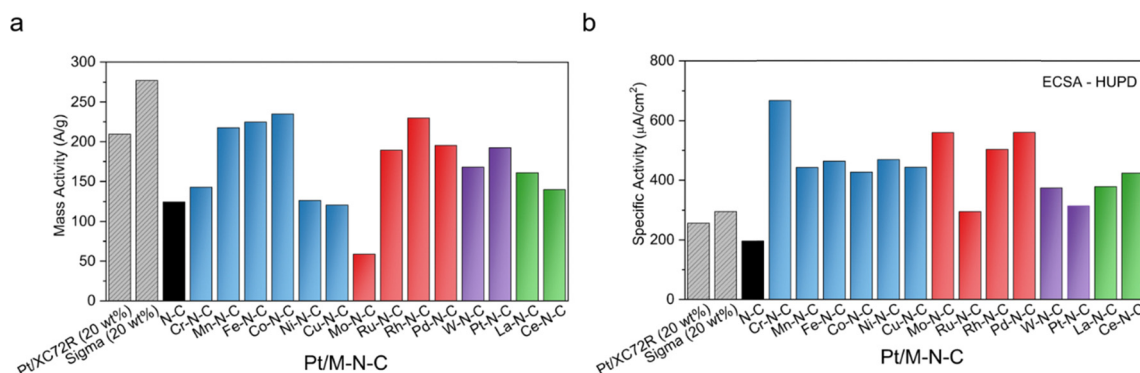 a
Mass Activity (A/g)
300
250
200
150
100
50
0
Pt/XC72R (20 wt%)
Sigma (20 wt%)
N-C
Cr-N-C
Mn-N-C
Fe-N-C
Co-N-C
Ni-N-C
Cu-N-C
Mo-N-C
Ru-N-C
Rh-N-C
Pd-N-C
W-N-C
Pt-N-C
La-N-C
Ce-N-C
Pt/M-N-C
b
Specific Activity (μA/cm²)
800
600
400
200
0
ECSA - HUPD
Pt/XC72R (20 wt%)
Sigma (20 wt%)
N-C
Cr-N-C
Mn-N-C
Fe-N-C
Co-N-C
Ni-N-C
Cu-N-C
Mo-N-C
Ru-N-C
Rh-N-C
Pd-N-C
W-N-C
Pt-N-C
La-N-C
Ce-N-C
Pt/M-N-C